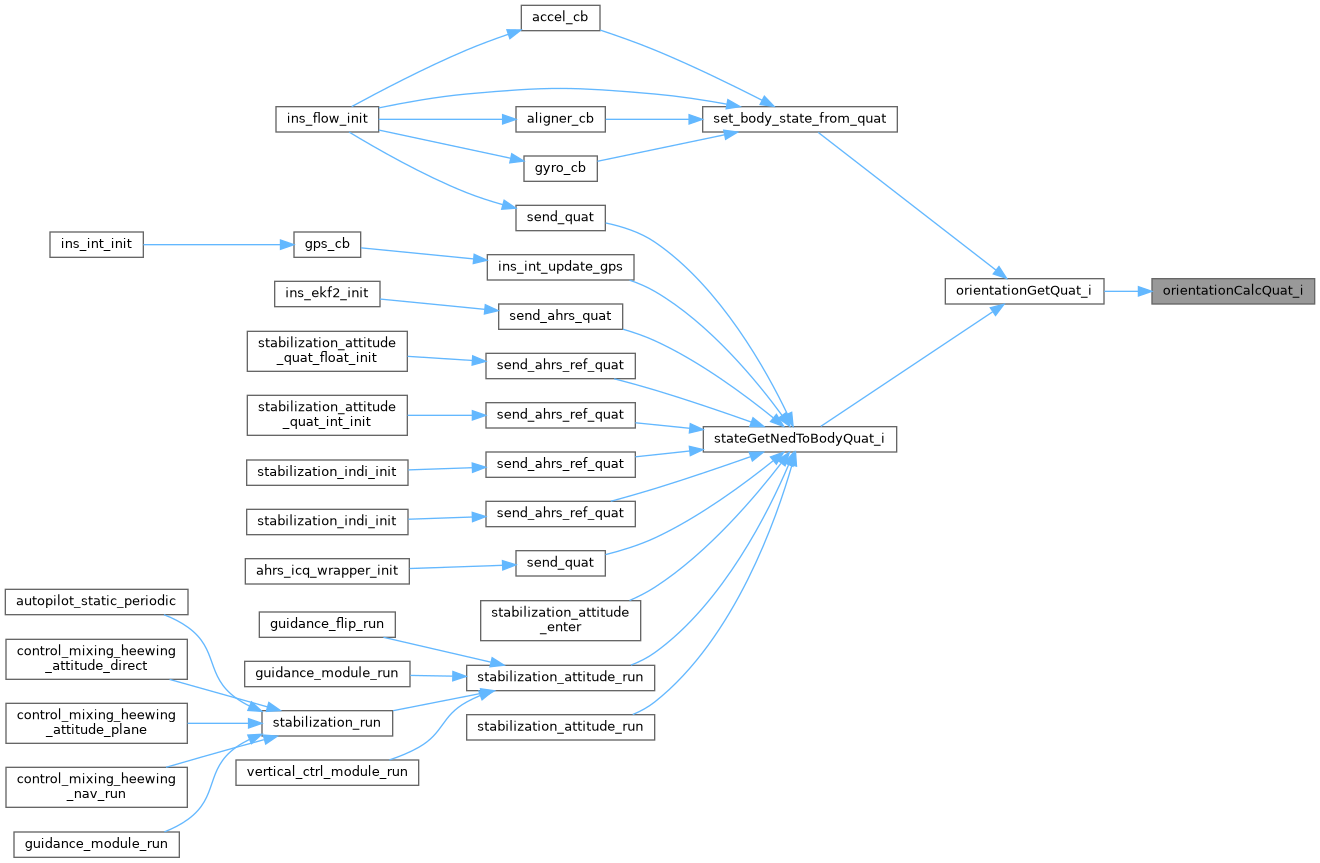 accel_cb
ins_flow_init
aligner_cb
set_body_state_from_quat
gyro_cb
send_quat
ins_int_init
gps_cb
ins_int_update_gps
ins_ekf2_init
send_ahrs_quat
orientationGetQuat_i
orientationCalcQuat_i
stabilization_attitude
_quat_float_init
send_ahrs_ref_quat
stabilization_attitude
_quat_int_init
send_ahrs_ref_quat
stateGetNedToBodyQuat_i
stabilization_indi_init
send_ahrs_ref_quat
stabilization_indi_init
send_ahrs_ref_quat
ahrs_icq_wrapper_init
send_quat
autopilot_static_periodic
stabilization_attitude
_enter
guidance_flip_run
control_mixing_heewing
_attitude_direct
guidance_module_run
stabilization_attitude_run
control_mixing_heewing
_attitude_plane
stabilization_run
stabilization_attitude_run
control_mixing_heewing
_nav_run
vertical_ctrl_module_run
guidance_module_run